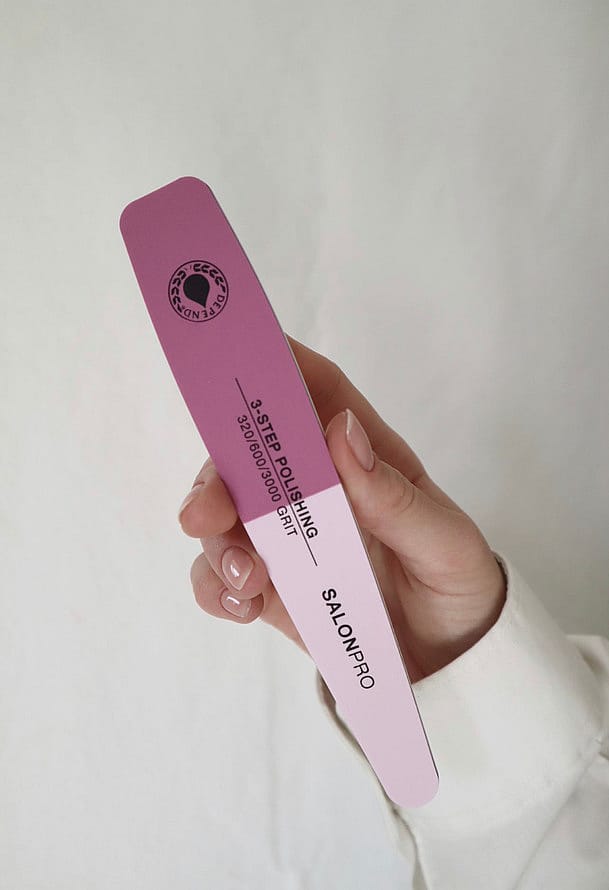 DEPEND
3-STEP POLISHING
320/600/3000 GRIT
SALONPRO